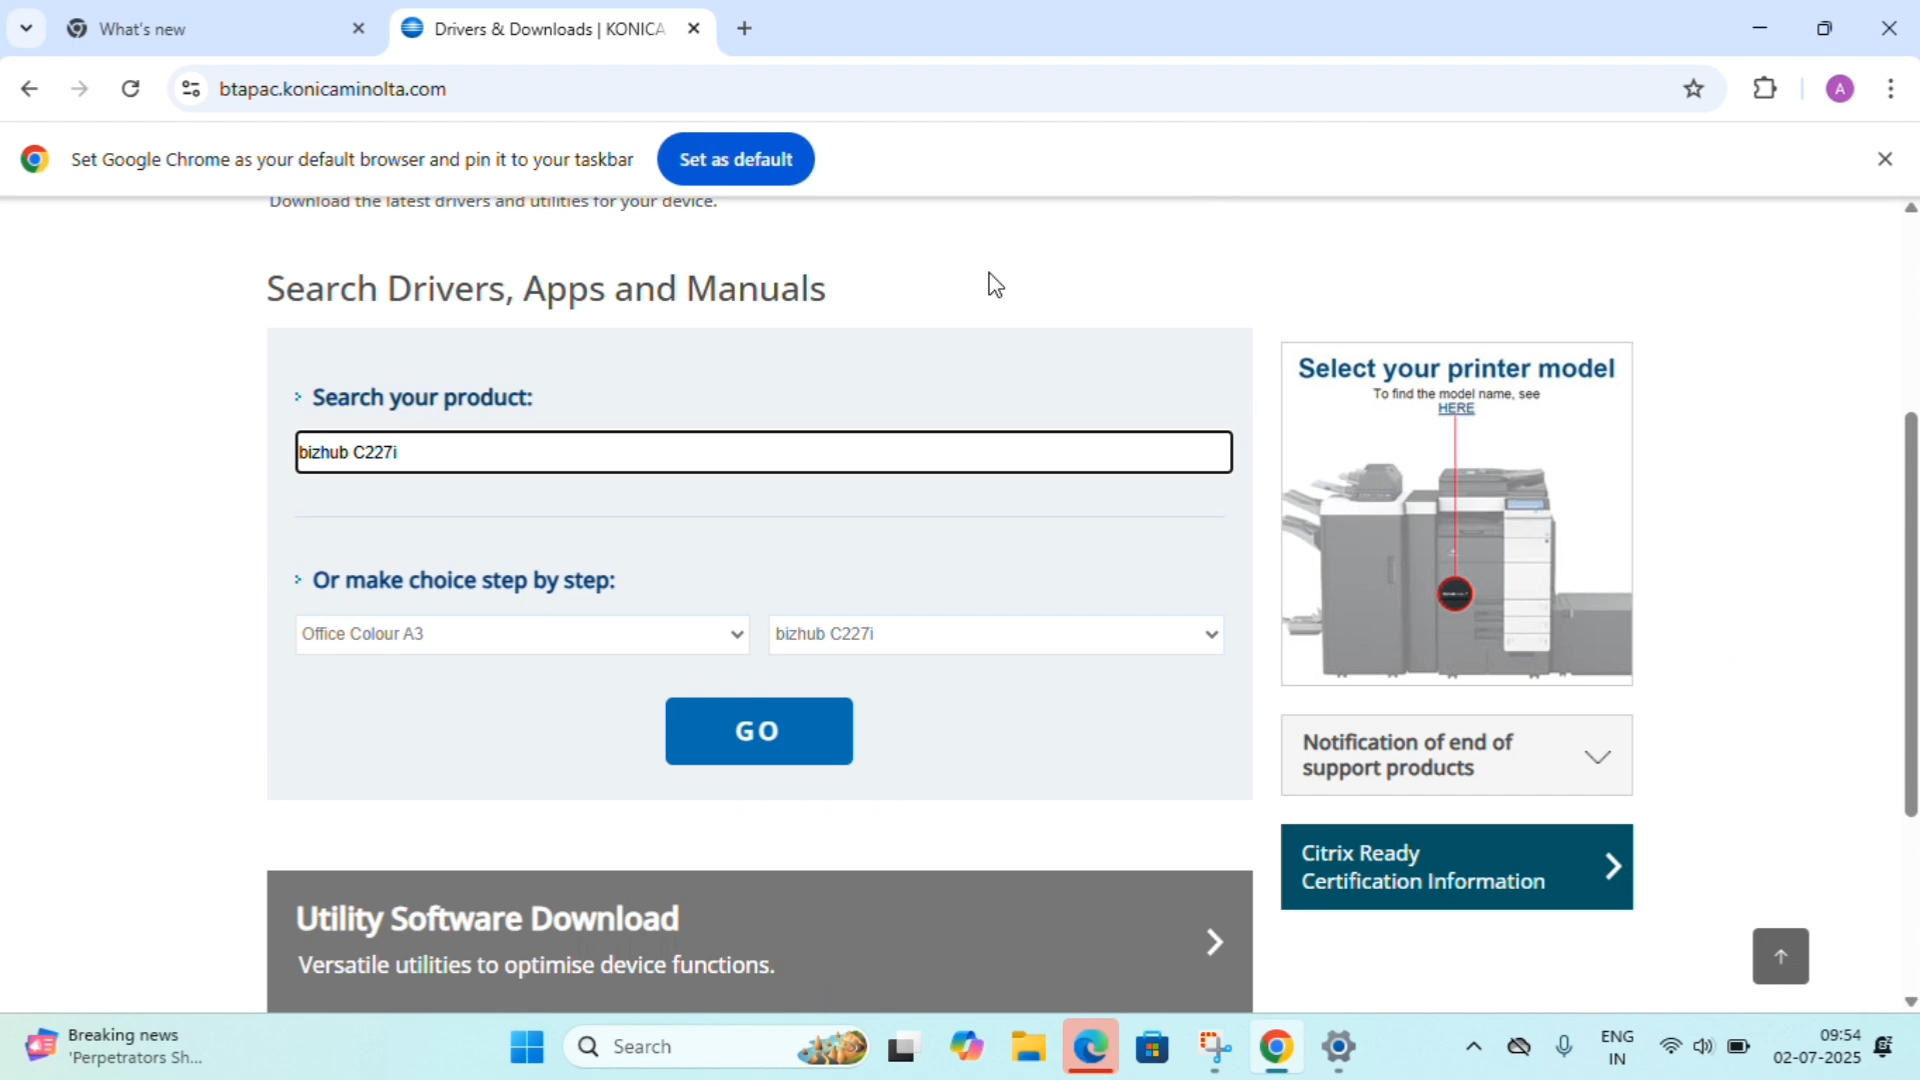 What's new
Drivers & Downloads | KONICA
btapac.konicaminolta.com
A
Set Google Chrome as your default browser and pin it to your taskbar
Set as default
Download the latest drivers and utilities for your device.
Search Drivers, Apps and Manuals
Search your product:
bizhub C227i
Or make choice step by step:
Office Colour A3
bizhub C227i
GO
Select your printer model
To find the model name, see
HERE
Notification of end of
support products
Citrix Ready
Certification Information
Utility Software Download
Versatile utilities to optimise device functions.
Breaking news
'Perpetrators Sh...
Search
ENG
IN
09:54
02-07-2025